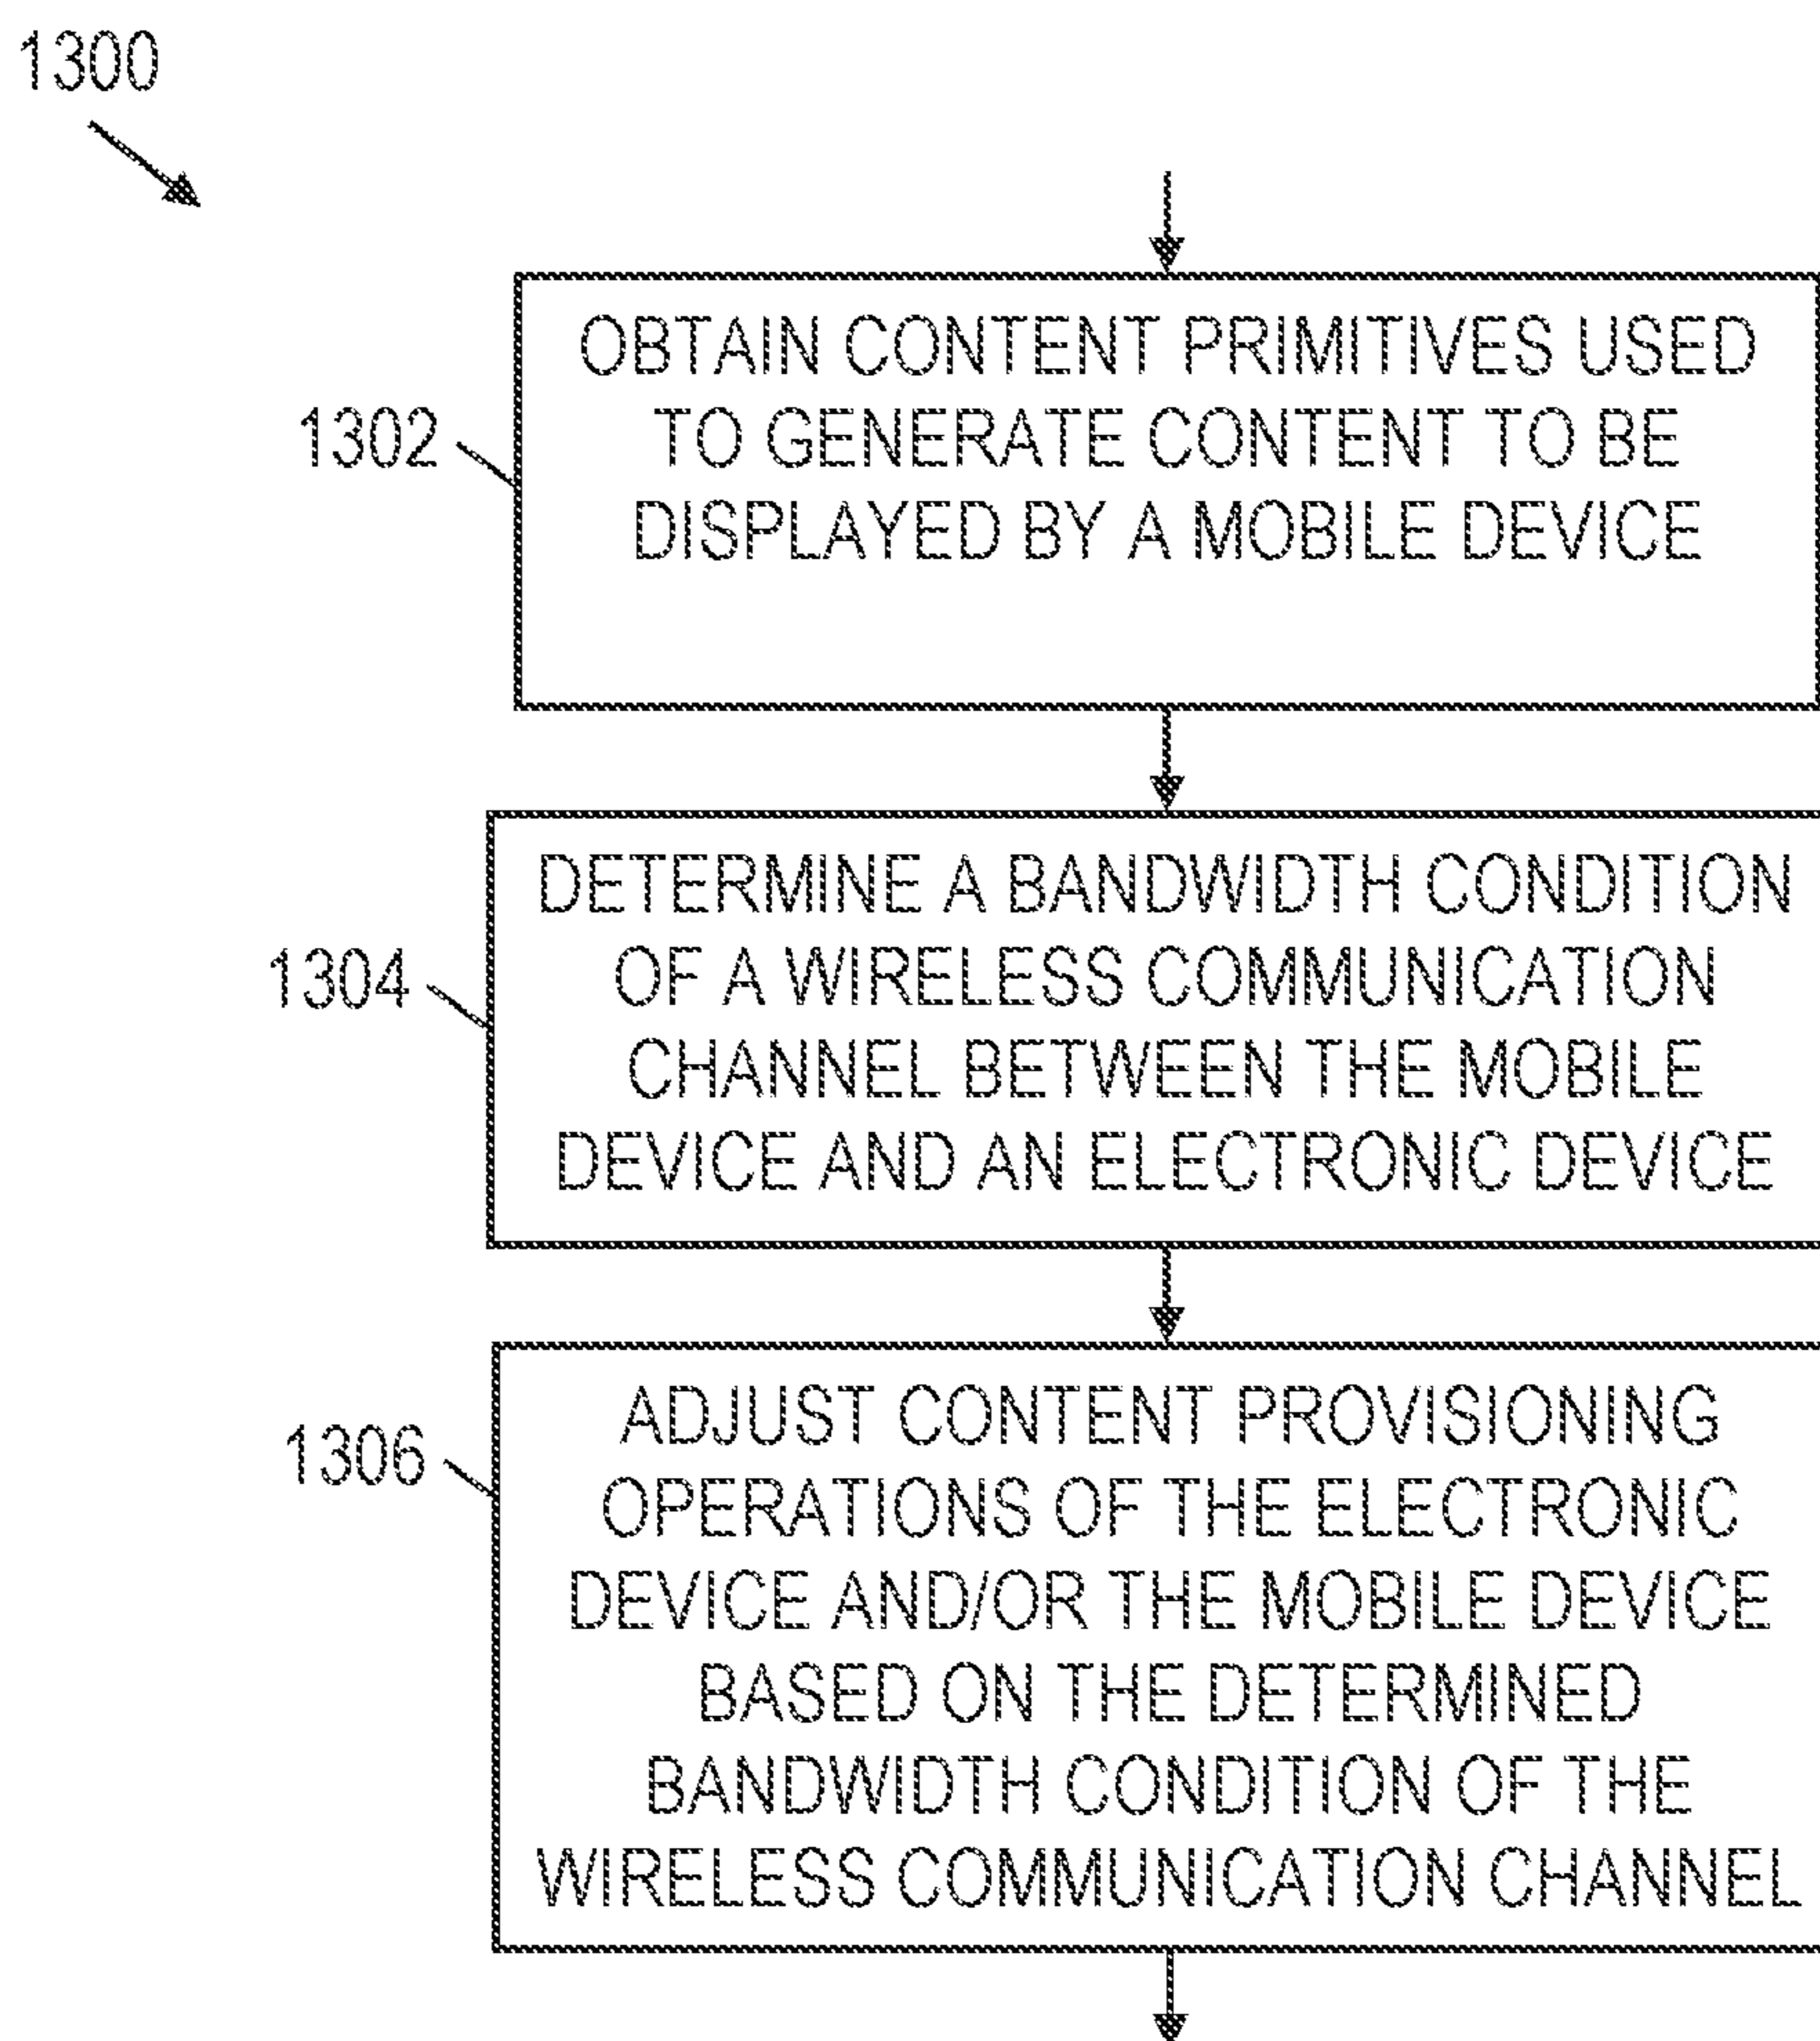 1300
1302
OBTAIN CONTENT PRIMITIVES USED
TO GENERATE CONTENT TO BE
DISPLAYED BY A MOBILE DEVICE
1304
DETERMINE A BANDWIDTH CONDITION
OF A WIRELESS COMMUNICATION
CHANNEL BETWEEN THE MOBILE
DEVICE AND AN ELECTRONIC DEVICE
1306
ADJUST CONTENT PROVISIONING
OPERATIONS OF THE ELECTRONIC
DEVICE AND/OR THE MOBILE DEVICE
BASED ON THE DETERMINED
BANDWIDTH CONDITION OF THE
WIRELESS COMMUNICATION CHANNEL